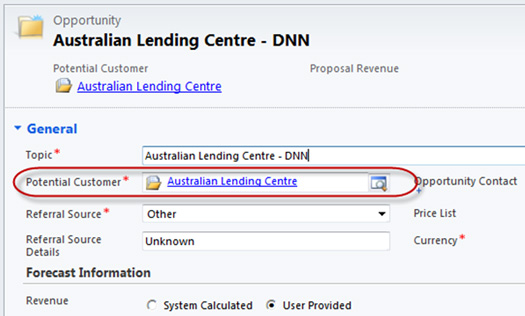 Opportunity
Australian Lending Centre - DNN
Potential Customer Proposal Revenue
Australian Lending Centre
General
Topic* Australian Lending Centre - DNN
Potential Customer* Australian Lending Centre Opportunity Contact
Referral Source* Other Price List
Referral Source Details Unknown Currency*
Forecast Information
Revenue System Calculated User Provided